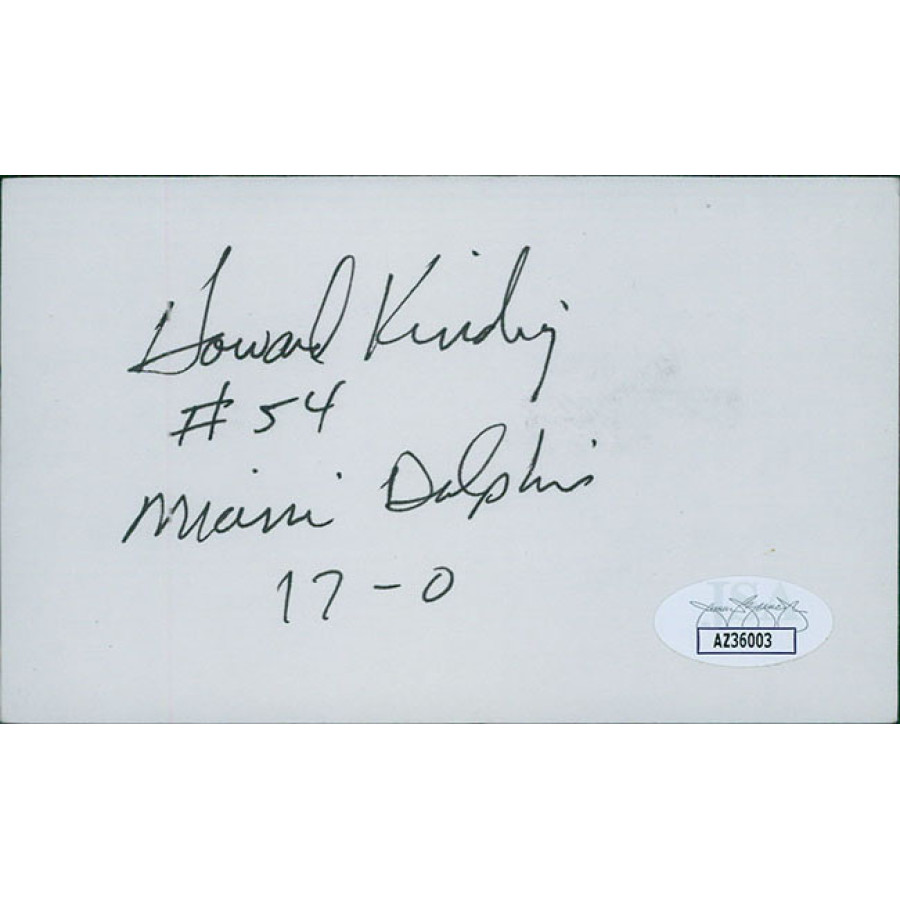 Howard Kindig
#54
Miami Dolphins
17-0
JSA
AZ36003